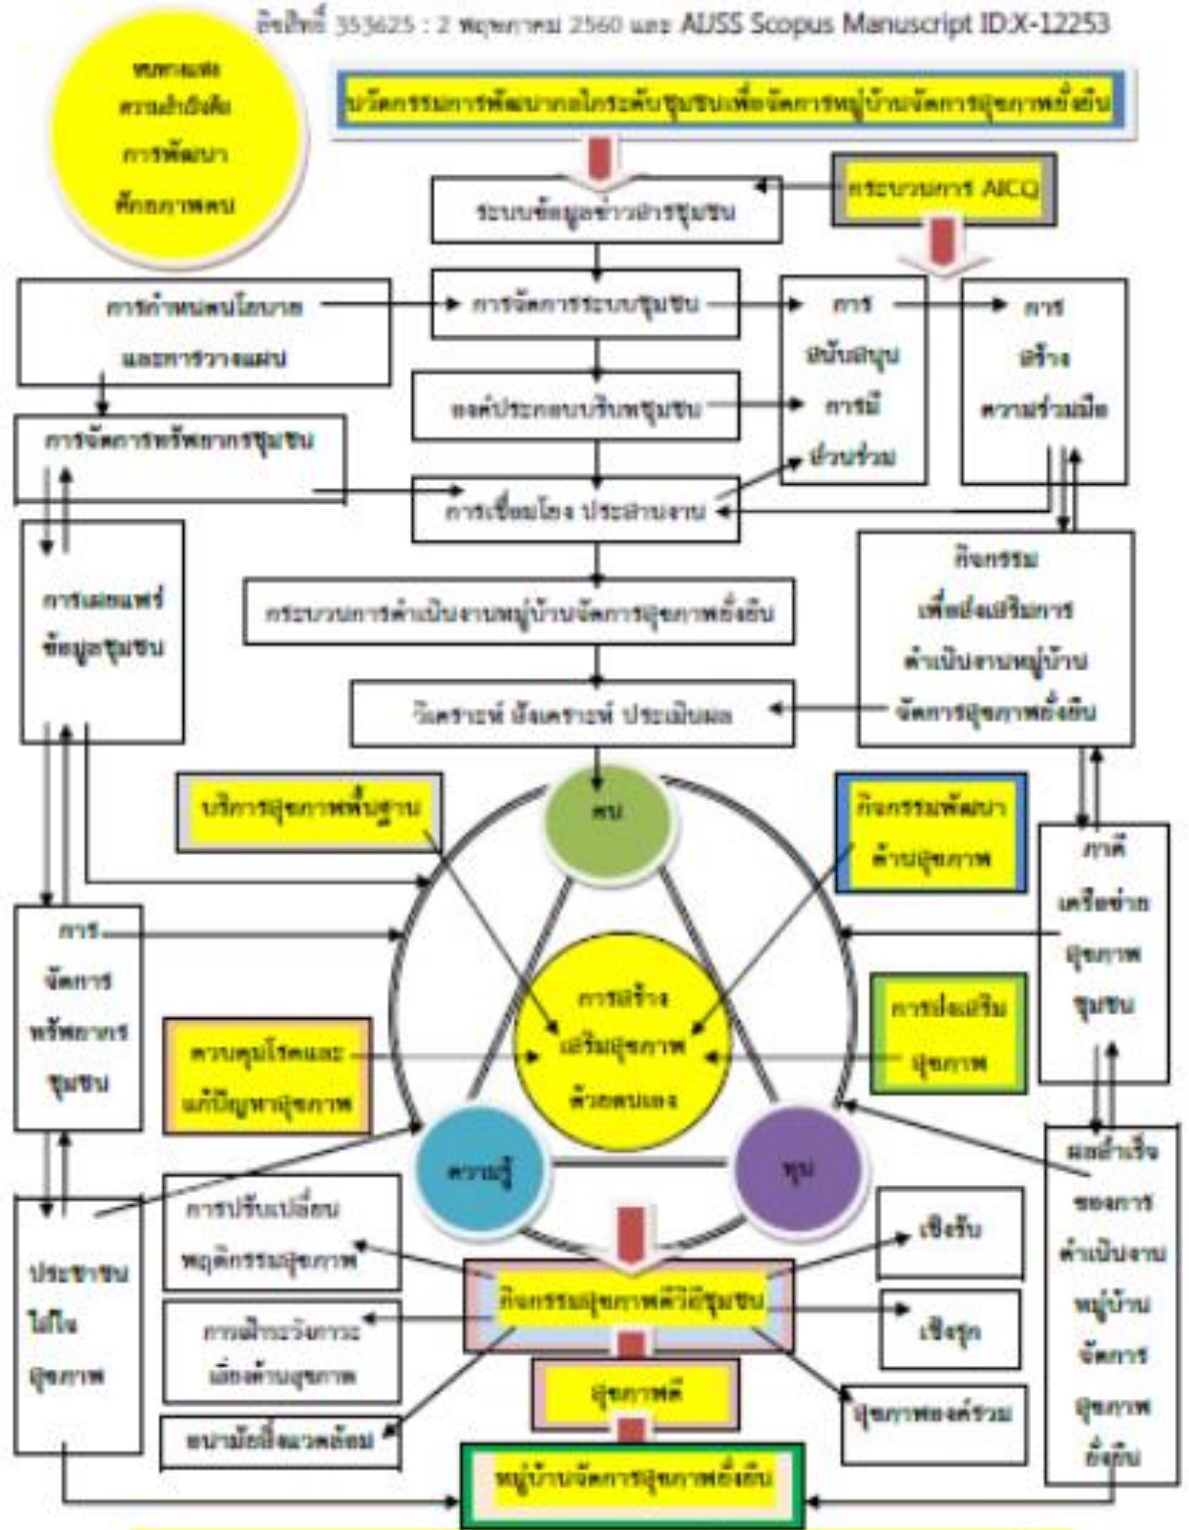 ลิขสิทธิ์ 353625 : 2 พฤษภาคม 2560 และ AIJSS Scopus Manuscript ID:X-12253
การพัฒนา
ศักยภาพคน
นวัตกรรมการพัฒนากลไกระดับชุมชนเพื่อจัดการหมู่บ้านจัดการสุขภาพยั่งยืน
กระบวนการ AICQ
ระบบข้อมูลข่าวสารชุมชน
การกำหนดนโยบาย
และการวางแผน
การจัดการระบบชุมชน
การ
สนับสนุน
การมี
ส่วนร่วม
การ
สร้าง
ความร่วมมือ
องค์ประกอบบริบทชุมชน
การจัดการทรัพยากรชุมชน
การเชื่อมโยง ประสานงาน
การเผยแพร่
ข้อมูลชุมชน
กระบวนการดำเนินงานหมู่บ้านจัดการสุขภาพยั่งยืน
กิจกรรม
เพื่อส่งเสริมการ
ดำเนินงานหมู่บ้าน
จัดการสุขภาพยั่งยืน
วิเคราะห์ สังเคราะห์ ประเมินผล
บริการสุขภาพพื้นฐาน
คน
กิจกรรมพัฒนา
ด้านสุขภาพ
ภาคี
เครือข่าย
สุขภาพ
ชุมชน
การ
จัดการ
ทรัพยากร
ชุมชน
การสร้าง
เสริมสุขภาพ
ด้วยตนเอง
การส่งเสริม
สุขภาพ
ควบคุมโรคและ
แก้ปัญหาสุขภาพ
ความรู้
ทุน
ผลสำเร็จ
ของการ
ดำเนินงาน
หมู่บ้าน
จัดการ
สุขภาพ
ยั่งยืน
ประชาชน
ใส่ใจ
สุขภาพ
การปรับเปลี่ยน
พฤติกรรมสุขภาพ
การเฝ้าระวังภาวะ
เสี่ยงด้านสุขภาพ
อนามัยสิ่งแวดล้อม
กิจกรรมสุขภาพดีวิถีชุมชน
เชิงรับ
เชิงรุก
สุขภาพองค์รวม
สุขภาพดี
หมู่บ้านจัดการสุขภาพยั่งยืน